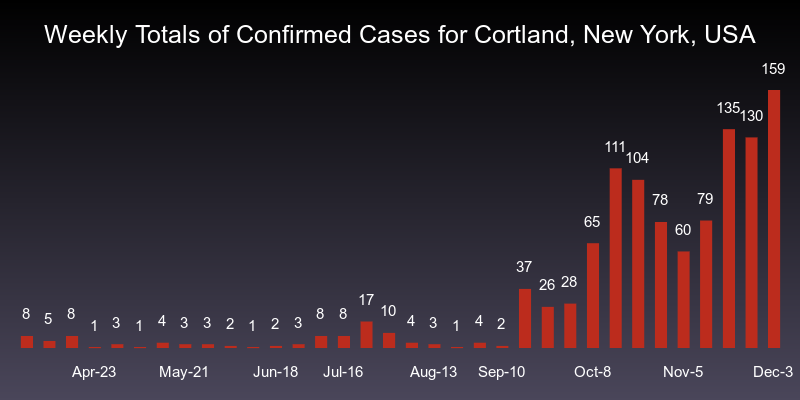 Weekly Totals of Confirmed Cases for Cortland, New York, USA
8 5 8 1 3 1 4 3 3 2 1 2 3 8 8 17 10 4 3 1 4 2 37 26 28 65 111 104 78 60 79 135 130 159
Apr-23 May-21 Jun-18 Jul-16 Aug-13 Sep-10 Oct-8 Nov-5 Dec-3